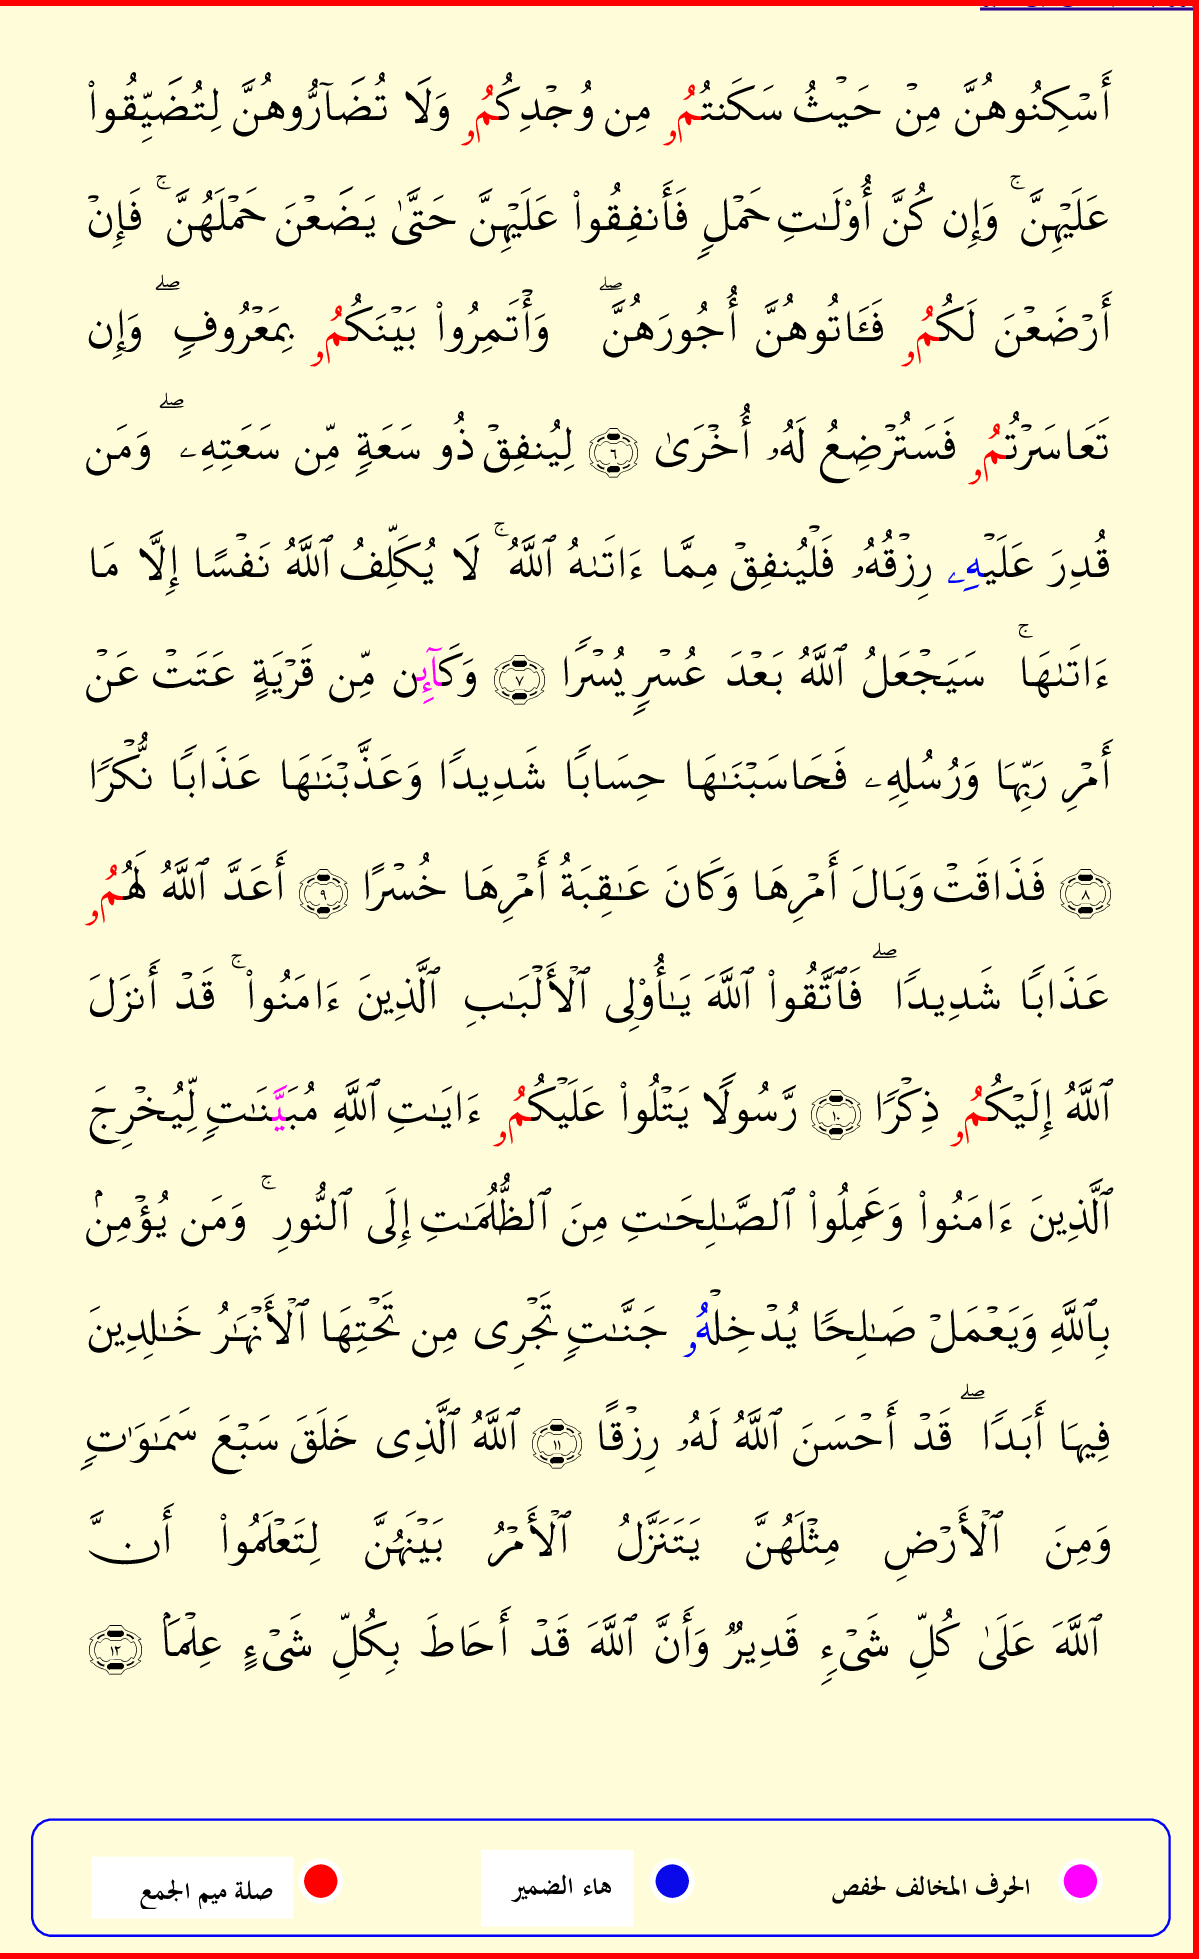 أَسۡكِنُوهُنَّ مِنۡ حَيۡثُ سَكَنتُمُۥ مِن وُجۡدِكُمُۥ وَلَا تُضَآرُّوهُنَّ لِتُضَيِّقُواْ
عَلَيۡهِنَّۚ وَإِن كُنَّ أُوْلَٰتِ حَمۡلٖ فَأَنفِقُواْ عَلَيۡهِنَّ حَتَّىٰ يَضَعۡنَ حَمۡلَهُنَّۚ فَإِنۡ
أَرۡضَعۡنَ لَكُمُۥ فَـَٔاتُوهُنَّ أُجُورَهُنَّۖ وَأۡتَمِرُواْ بَيۡنَكُمُۥ بِمَعۡرُوفٖۖ وَإِن
تَعَاسَرۡتُمُۥ فَسَتُرۡضِعُ لَهُۥ أُخۡرَىٰ ٦ لِيُنفِقۡ ذُو سَعَةٖ مِّن سَعَتِهِۦۖ وَمَن
قُدِرَ عَلَيۡهِۦ رِزۡقُهُۥ فَلۡيُنفِقۡ مِمَّا ءَاتَىٰهُ ٱللَّهُۚ لَا يُكَلِّفُ ٱللَّهُ نَفۡسًا إِلَّا مَا
ءَاتَىٰهَاۚ سَيَجۡعَلُ ٱللَّهُ بَعۡدَ عُسۡرٖ يُسۡرٗا ٧ وَكَآئِن مِّن قَرۡيَةٍ عَتَتۡ عَنۡ
أَمۡرِ رَبِّهَا وَرُسُلِهِۦ فَحَاسَبۡنَٰهَا حِسَابٗا شَدِيدٗا وَعَذَّبۡنَٰهَا عَذَابٗا نُّكۡرٗا
٨ فَذَاقَتۡ وَبَالَ أَمۡرِهَا وَكَانَ عَٰقِبَةُ أَمۡرِهَا خُسۡرًا ٩ أَعَدَّ ٱللَّهُ لَهُمُۥ
عَذَابٗا شَدِيدٗاۖ فَٱتَّقُواْ ٱللَّهَ يَٰٓأُوْلِى ٱلۡأَلۡبَٰبِ ٱلَّذِينَ ءَامَنُواْۚ قَدۡ أَنزَلَ
ٱللَّهُ إِلَيۡكُمُۥ ذِكۡرٗا ١٠ رَّسُولٗا يَتۡلُواْ عَلَيۡكُمُۥ ءَايَٰتِ ٱللَّهِ مُبَيَّنَٰتٖ لِّيُخۡرِجَ
ٱلَّذِينَ ءَامَنُواْ وَعَمِلُواْ ٱلصَّٰلِحَٰتِ مِنَ ٱلظُّلُمَٰتِ إِلَى ٱلنُّورِۚ وَمَن يُؤۡمِنۢ
بِٱللَّهِ وَيَعۡمَلۡ صَٰلِحٗا يُدۡخِلۡهُۥ جَنَّٰتٖ تَجۡرِى مِن تَحۡتِهَا ٱلۡأَنۡهَٰرُ خَٰلِدِينَ
فِيهَا أَبَدٗاۖ قَدۡ أَحۡسَنَ ٱللَّهُ لَهُۥ رِزۡقًا ١١ ٱللَّهُ ٱلَّذِى خَلَقَ سَبۡعَ سَمَٰوَٰتٖ
وَمِنَ ٱلۡأَرۡضِ مِثۡلَهُنَّ يَتَنَزَّلُ ٱلۡأَمۡرُ بَيۡنَهُنَّ لِتَعۡلَمُواْ أَنَّ
ٱللَّهَ عَلَىٰ كُلِّ شَىۡءٖ قَدِيرٞ وَأَنَّ ٱللَّهَ قَدۡ أَحَاطَ بِكُلِّ شَىۡءٍ عِلۡمَۢا ١٢
الحرف المخالف لحفص
هاء الضمير
صلة ميم الجمع